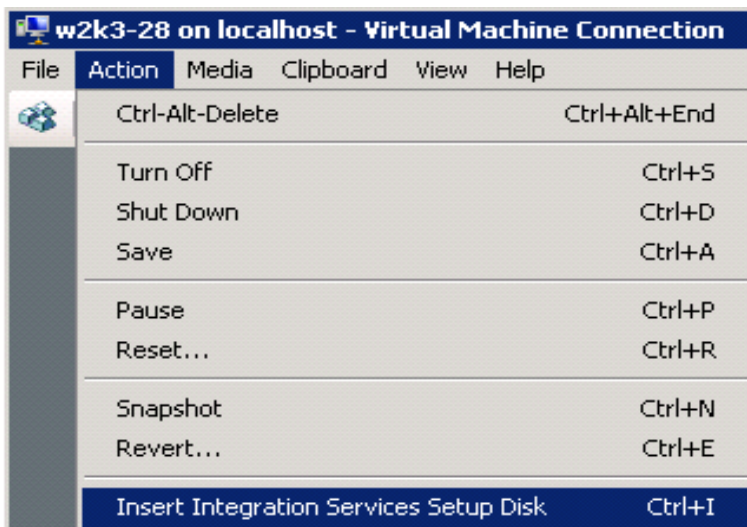 w2k3-28 on localhost - Virtual Machine Connection
File Action Media Clipboard View Help
Ctrl-Alt-Delete Ctrl+Alt+End
Turn Off Ctrl+S
Shut Down Ctrl+D
Save Ctrl+A
Pause Ctrl+P
Reset... Ctrl+R
Snapshot Ctrl+N
Revert... Ctrl+E
Insert Integration Services Setup Disk Ctrl+I